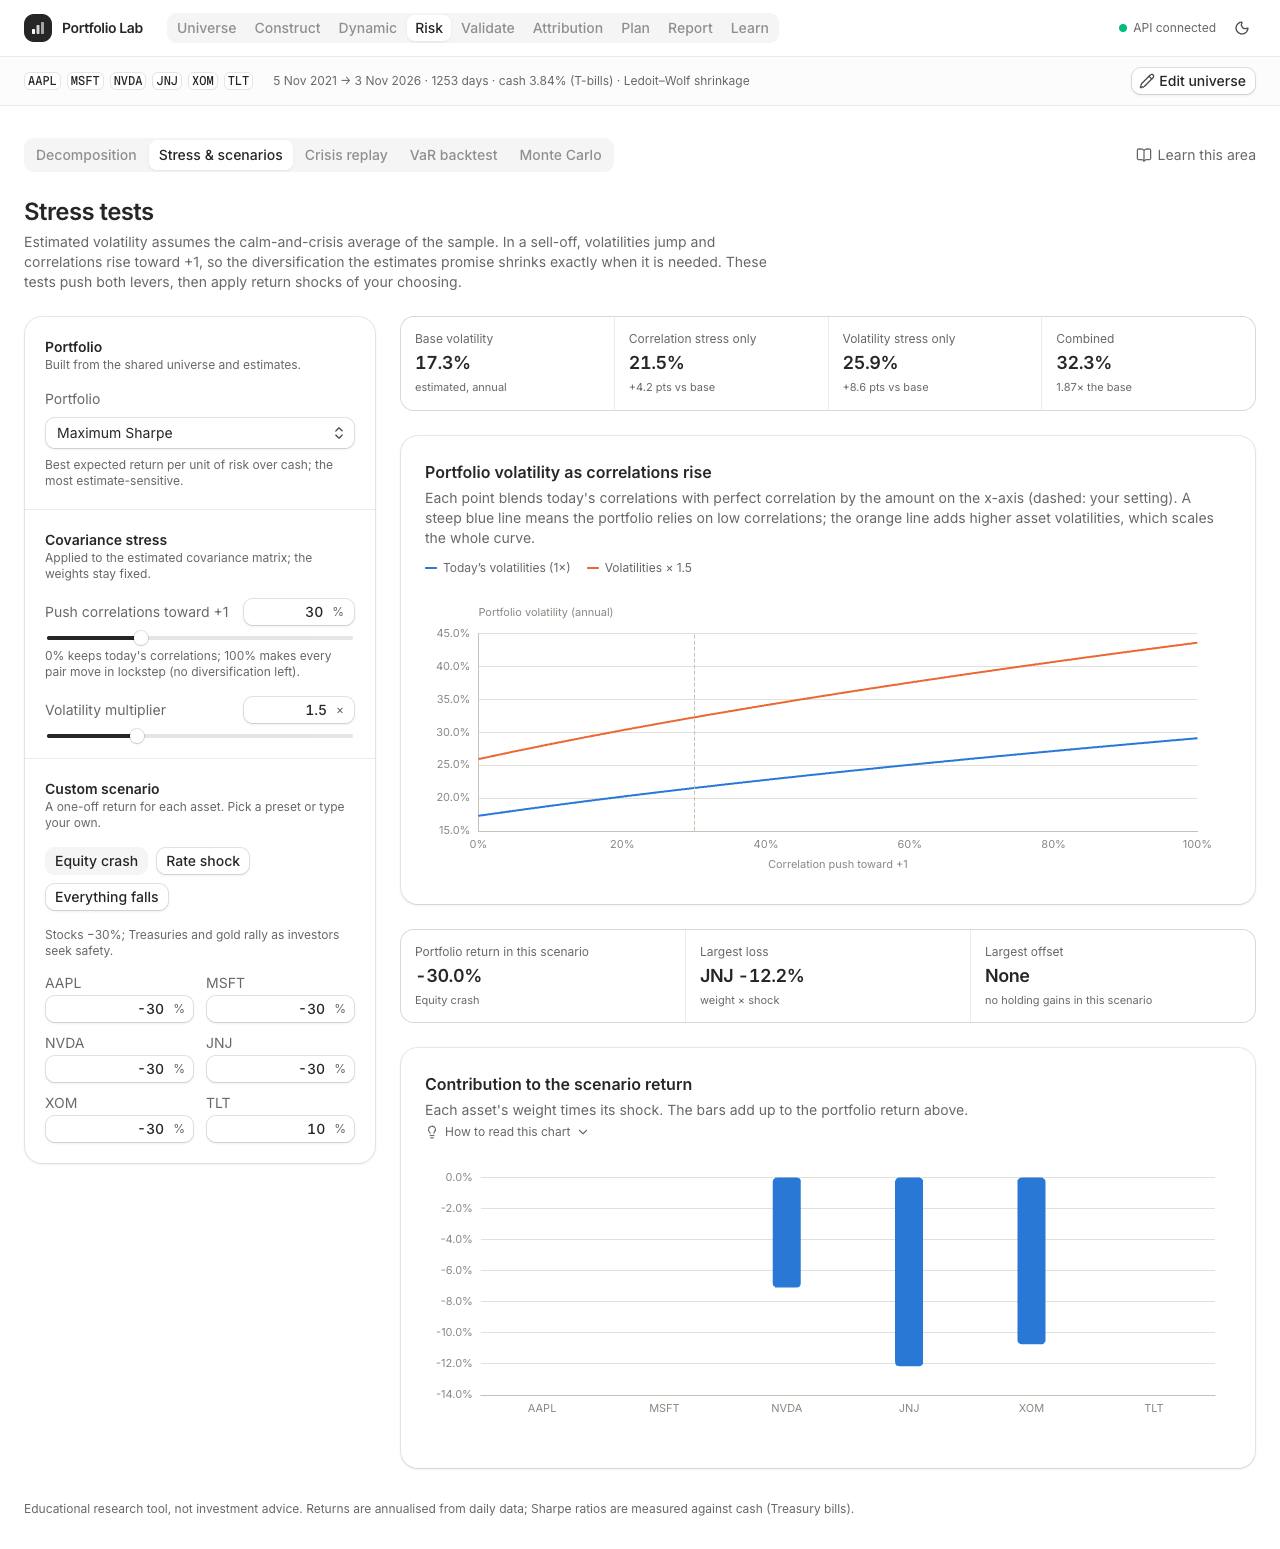 Portfolio Lab
Universe Construct Dynamic Risk Validate Attribution Plan Report Learn
API connected
AAPL MSFT NVDA JNJ XOM TLT
5 Nov 2021 → 3 Nov 2026 · 1253 days · cash 3.84% (T-bills) · Ledoit–Wolf shrinkage
Edit universe
Decomposition Stress & scenarios Crisis replay VaR backtest Monte Carlo
Learn this area
Stress tests
Estimated volatility assumes the calm-and-crisis average of the sample. In a sell-off, volatilities jump and
correlations rise toward +1, so the diversification the estimates promise shrinks exactly when it is needed. These
tests push both levers, then apply return shocks of your choosing.
Portfolio
Built from the shared universe and estimates.
Portfolio
Maximum Sharpe
Best expected return per unit of risk over cash; the
most estimate-sensitive.
Covariance stress
Applied to the estimated covariance matrix; the
weights stay fixed.
Push correlations toward +1 30 %
0% keeps today's correlations; 100% makes every
pair move in lockstep (no diversification left).
Volatility multiplier 1.5 ×
Custom scenario
A one-off return for each asset. Pick a preset or type
your own.
Equity crash Rate shock
Everything falls
Stocks −30%; Treasuries and gold rally as investors
seek safety.
AAPL MSFT
-30 % -30 %
NVDA JNJ
-30 % -30 %
XOM TLT
-30 % 10 %
Base volatility
17.3%
estimated, annual
Correlation stress only
21.5%
+4.2 pts vs base
Volatility stress only
25.9%
+8.6 pts vs base
Combined
32.3%
1.87× the base
Portfolio volatility as correlations rise
Each point blends today's correlations with perfect correlation by the amount on the x-axis (dashed: your setting). A
steep blue line means the portfolio relies on low correlations; the orange line adds higher asset volatilities, which scales
the whole curve.
Today's volatilities (1×) Volatilities × 1.5
Portfolio volatility (annual)
45.0%
40.0%
35.0%
30.0%
25.0%
20.0%
15.0%
0% 20% 40% 60% 80% 100%
Correlation push toward +1
Portfolio return in this scenario
-30.0%
Equity crash
Largest loss
JNJ -12.2%
weight × shock
Largest offset
None
no holding gains in this scenario
Contribution to the scenario return
Each asset's weight times its shock. The bars add up to the portfolio return above.
How to read this chart
0.0%
-2.0%
-4.0%
-6.0%
-8.0%
-10.0%
-12.0%
-14.0%
AAPL MSFT NVDA JNJ XOM TLT
Educational research tool, not investment advice. Returns are annualised from daily data; Sharpe ratios are measured against cash (Treasury bills).